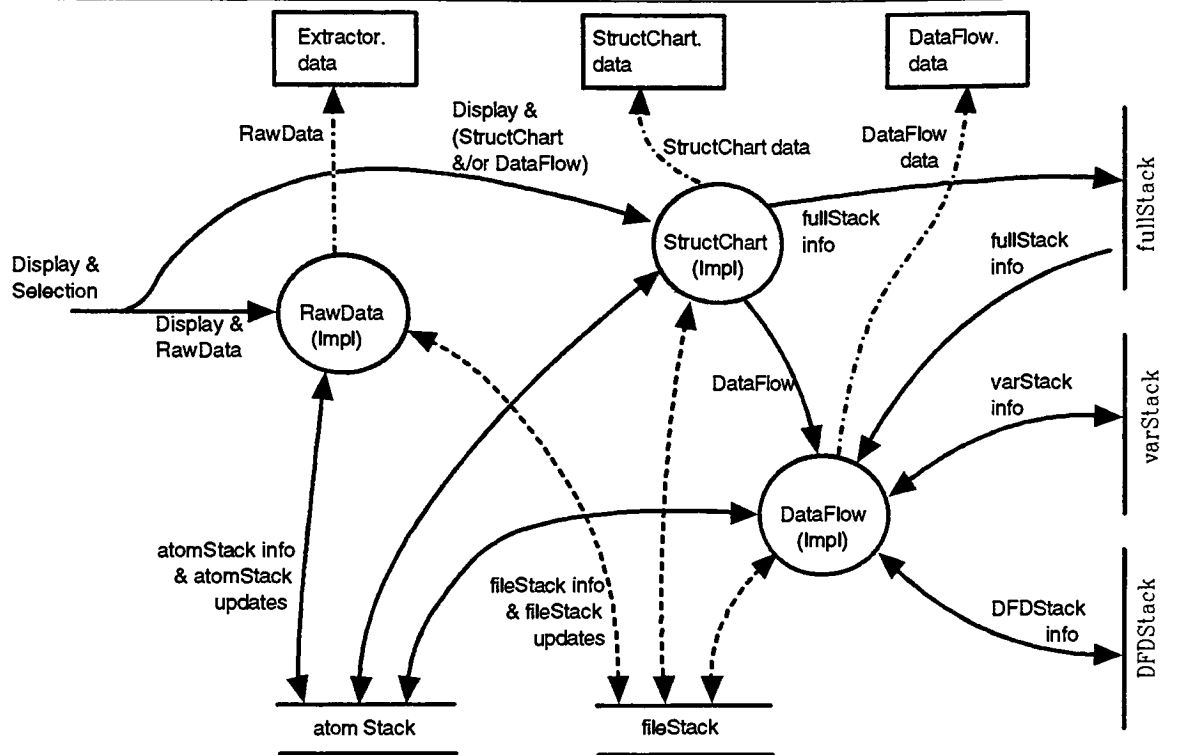 Extractor.
data
StructChart.
data
DataFlow.
data
RawData
Display &
(StructChart
&/or DataFlow)
StructChart data
DataFlow
data
fullStack
StructChart
(Impl)
fullStack
info
fullStack
info
Display &
Selection
RawData
(Impl)
Display &
RawData
DataFlow
varStack
info
varStack
DataFlow
(Impl)
atomStack info
& atomStack
updates
fileStack info
& fileStack
updates
DFDStack
info
DFDStack
atom Stack
fileStack